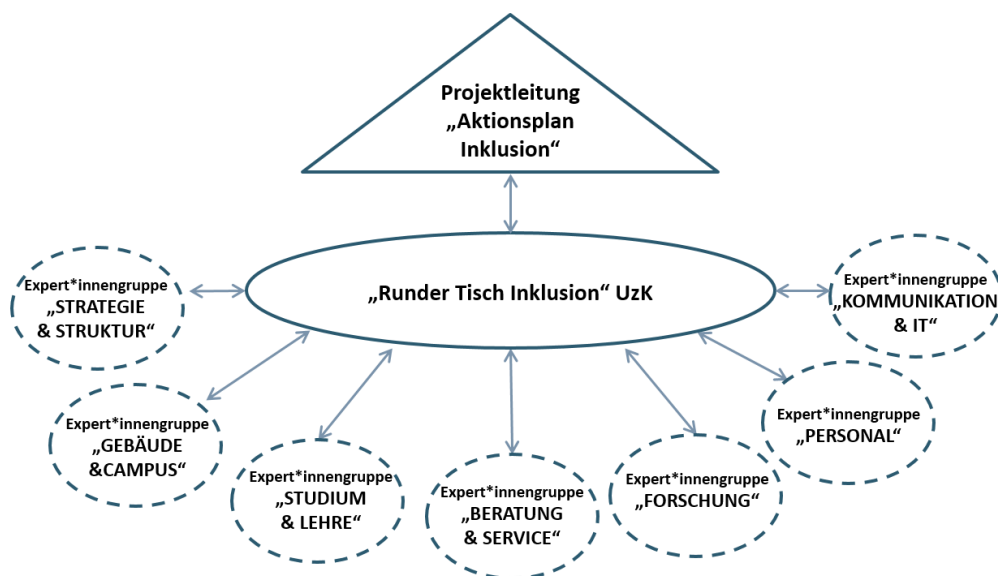 Projektleitung
„Aktionsplan
Inklusion“
„Runder Tisch Inklusion“ UzK
Expert*innengruppe
„STRATEGIE
& STRUKTUR“
Expert*innengruppe
„GEBÄUDE
&CAMPUS“
Expert*innengruppe
„STUDIUM
& LEHRE“
Expert*innengruppe
„BERATUNG
& SERVICE“
Expert*innengruppe
„FORSCHUNG“
Expert*innengruppe
„PERSONAL“
Expert*innengruppe
„KOMMUNIKATION
& IT“